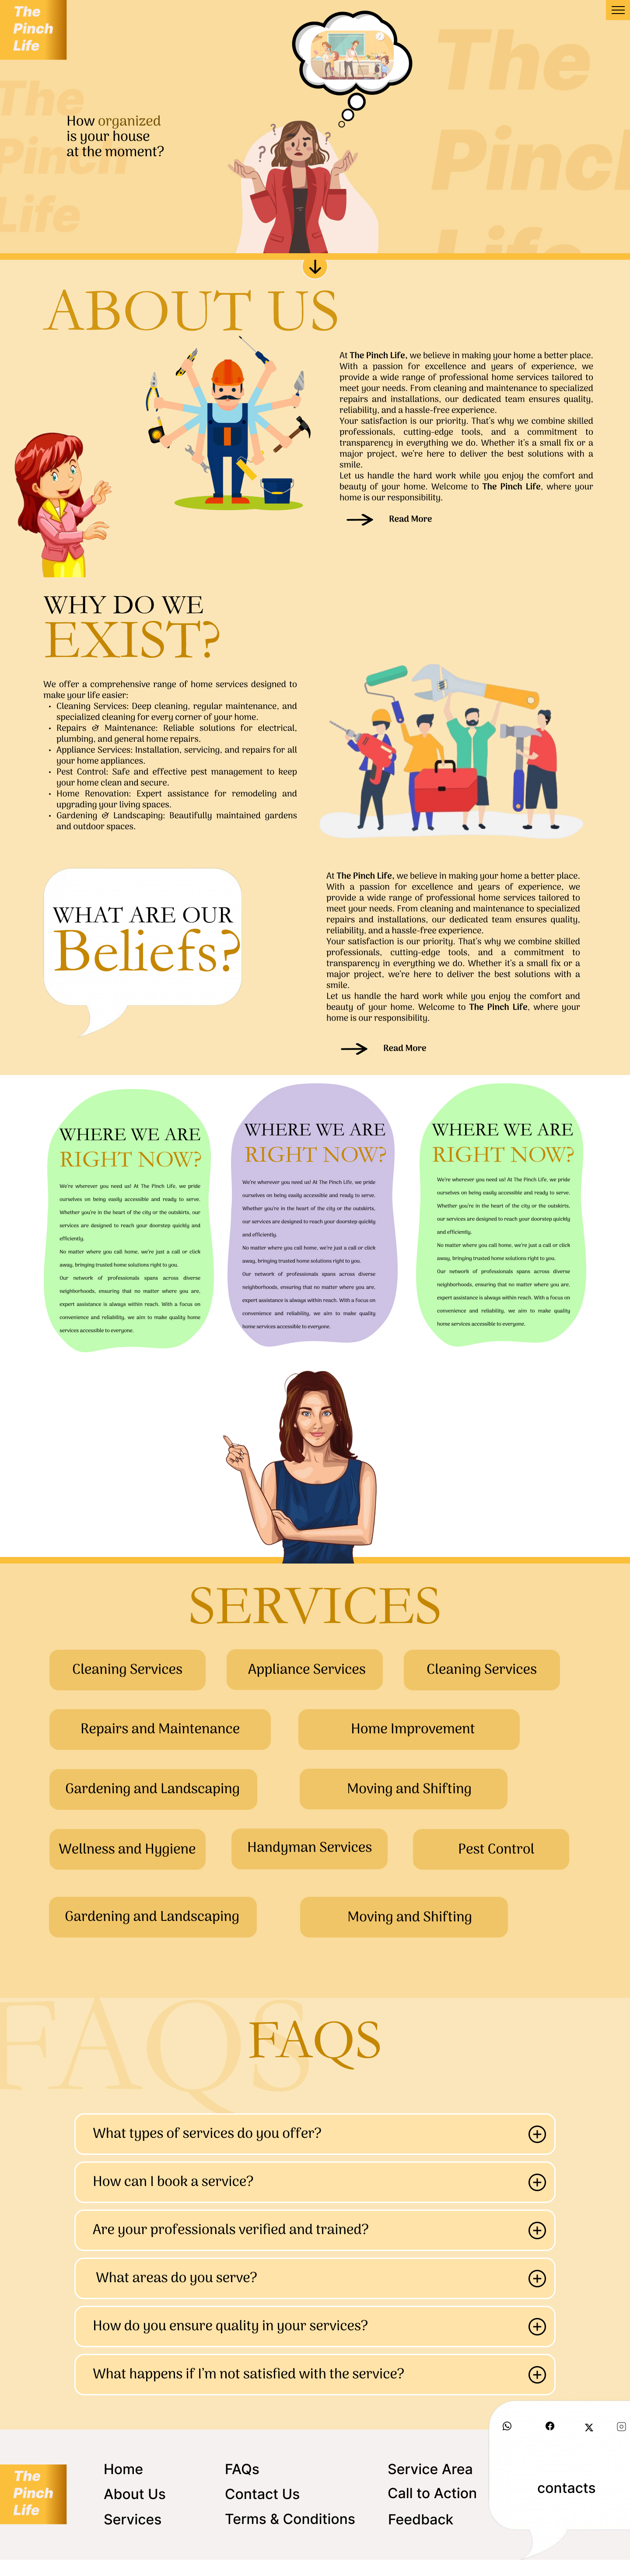 The
Pinch
Life
The
Pinch
Life
The
Pinch
Life
How organized
is your house
at the moment?
ABOUT US
At The Pinch Life, we believe in making your home a better place.
With a passion for excellence and years of experience, we
provide a wide range of professional home services tailored to
meet your needs. From cleaning and maintenance to specialized
repairs and installations, our dedicated team ensures quality,
reliability, and a hassle-free experience.
Your satisfaction is our priority. That's why we combine skilled
professionals, cutting-edge tools, and a commitment to
transparency in everything we do. Whether it's a small fix or a
major project, we're here to deliver the best solutions with a
smile.
Let us handle the hard work while you enjoy the comfort and
beauty of your home. Welcome to The Pinch Life, where your
home is our responsibility.
Read More
WHY DO WE
EXIST?
We offer a comprehensive range of home services designed to
make your life easier:
• Cleaning Services: Deep cleaning, regular maintenance, and
specialized cleaning for every corner of your home.
• Repairs & Maintenance: Reliable solutions for electrical,
plumbing, and general home repairs.
• Appliance Services: Installation, servicing, and repairs for all
your home appliances.
• Pest Control: Safe and effective pest management to keep
your home clean and secure.
• Home Renovation: Expert assistance for remodeling and
upgrading your living spaces.
• Gardening & Landscaping: Beautifully maintained gardens
and outdoor spaces.
WHAT ARE OUR
Beliefs?
At The Pinch Life, we believe in making your home a better place.
With a passion for excellence and years of experience, we
provide a wide range of professional home services tailored to
meet your needs. From cleaning and maintenance to specialized
repairs and installations, our dedicated team ensures quality,
reliability, and a hassle-free experience.
Your satisfaction is our priority. That's why we combine skilled
professionals, cutting-edge tools, and a commitment to
transparency in everything we do. Whether it's a small fix or a
major project, we're here to deliver the best solutions with a
smile.
Let us handle the hard work while you enjoy the comfort and
beauty of your home. Welcome to The Pinch Life, where your
home is our responsibility.
Read More
WHERE WE ARE
RIGHT NOW?
We're wherever you need us! At The Pinch Life, we pride
ourselves on being easily accessible and ready to serve.
Whether you're in the heart of the city or the outskirts, our
services are designed to reach your doorstep quickly and
efficiently.
No matter where you call home, we're just a call or click
away, bringing trusted home solutions right to you.
Our network of professionals spans across diverse
neighborhoods, ensuring that no matter where you are,
expert assistance is always within reach. With a focus on
convenience and reliability, we aim to make quality home
services accessible to everyone.
WHERE WE ARE
RIGHT NOW?
We're wherever you need us! At The Pinch Life, we pride
ourselves on being easily accessible and ready to serve.
Whether you're in the heart of the city or the outskirts,
our services are designed to reach your doorstep quickly
and efficiently.
No matter where you call home, we're just a call or click
away, bringing trusted home solutions right to you.
Our network of professionals spans across diverse
neighborhoods, ensuring that no matter where you are,
expert assistance is always within reach. With a focus on
convenience and reliability, we aim to make quality
home services accessible to everyone.
WHERE WE ARE
RIGHT NOW?
We're wherever you need us! At The Pinch Life, we pride
ourselves on being easily accessible and ready to serve.
Whether you're in the heart of the city or the outskirts,
our services are designed to reach your doorstep quickly
and efficiently.
No matter where you call home, we're just a call or click
away, bringing trusted home solutions right to you.
Our network of professionals spans across diverse
neighborhoods, ensuring that no matter where you are,
expert assistance is always within reach. With a focus on
convenience and reliability, we aim to make quality
home services accessible to everyone.
SERVICES
Cleaning Services
Appliance Services
Cleaning Services
Repairs and Maintenance
Home Improvement
Gardening and Landscaping
Moving and Shifting
Wellness and Hygiene
Handyman Services
Pest Control
Gardening and Landscaping
Moving and Shifting
FAQS
FAQS
What types of services do you offer?
How can I book a service?
Are your professionals verified and trained?
What areas do you serve?
How do you ensure quality in your services?
What happens if I'm not satisfied with the service?
The
Pinch
Life
Home
About Us
Services
FAQs
Contact Us
Terms & Conditions
Service Area
Call to Action
Feedback
contacts